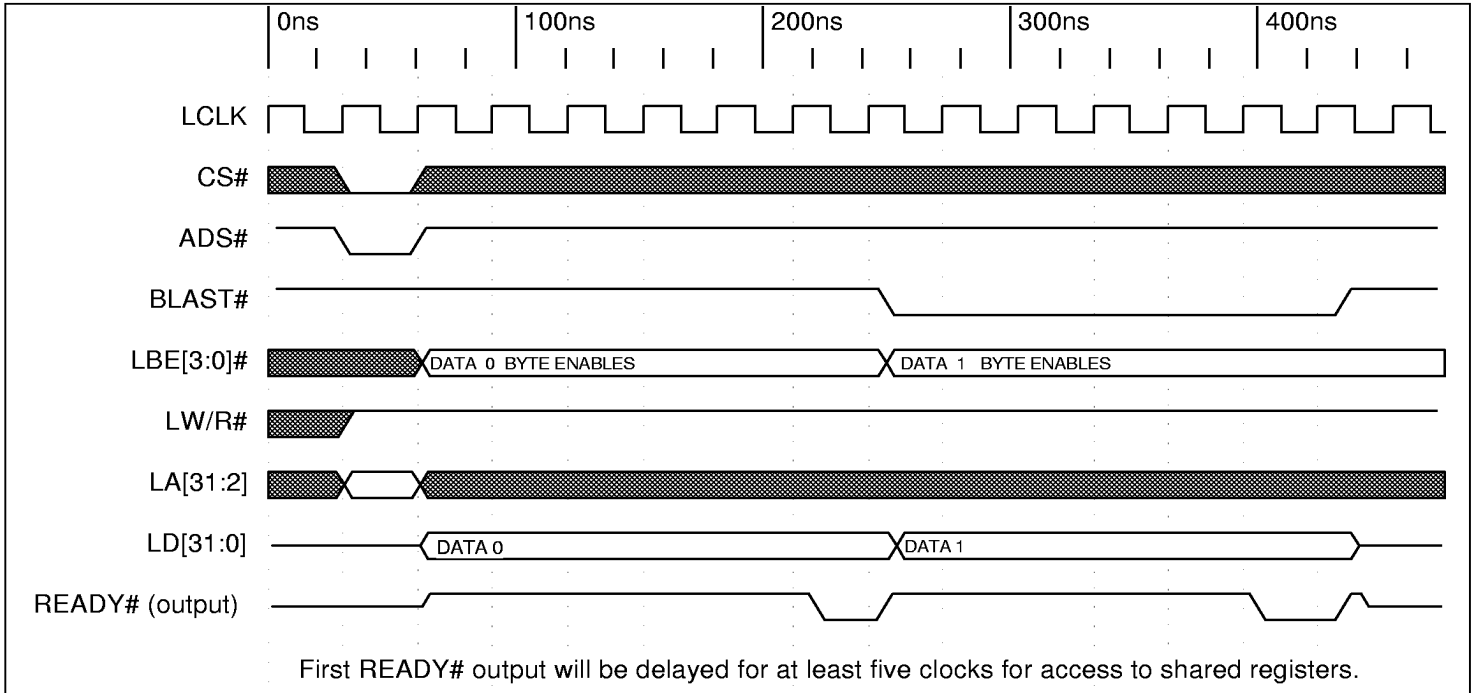 0ns 100ns 200ns 300ns 400ns
LCLK
CS#
ADS#
BLAST#
LBE[3:0]# DATA 0 BYTE ENABLES DATA 1 BYTE ENABLES
LW/R#
LA[31:2]
LD[31:0] DATA 0 DATA 1
READY# (output)
First READY# output will be delayed for at least five clocks for access to shared registers.